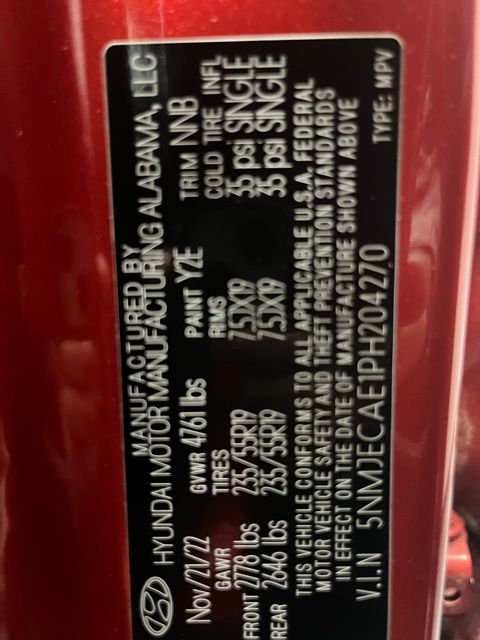 MANUFACTURED BY
HYUNDAI MOTOR MANUFACTURING ALABAMA, LLC
Nov/21/22 GVWR 4761 lbs PAINT Y2E TRIM NNB
GAWR TIRES RIMS COLD TIRE INFL
FRONT 2778 lbs 235/55R19 7.5JX19 35 psi SINGLE
REAR 2646 lbs 235/55R19 7.5JX19 35 psi SINGLE
THIS VEHICLE CONFORMS TO ALL APPLICABLE U.S.A. FEDERAL
MOTOR VEHICLE SAFETY AND THEFT PREVENTION STANDARDS
IN EFFECT ON THE DATE OF MANUFACTURE SHOWN ABOVE
V.I.N 5NMJECAE1PH204270 TYPE: MPV